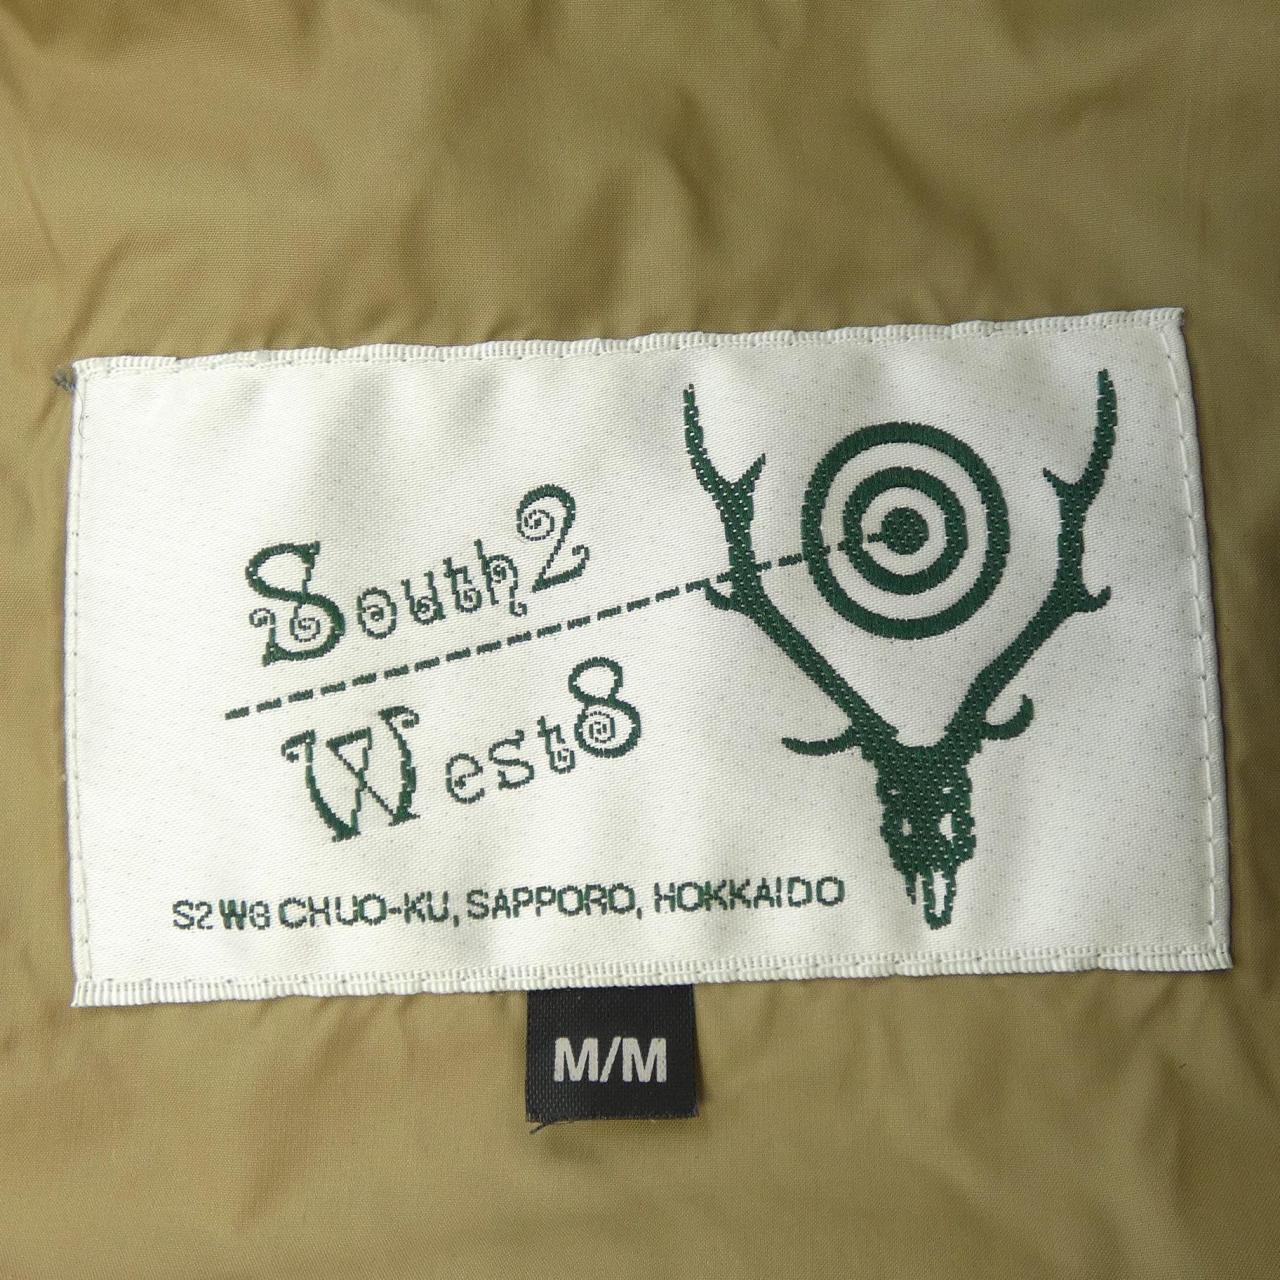 South2
West8
S2 W8 CHUO-KU, SAPPORO, HOKKAIDO
M/M